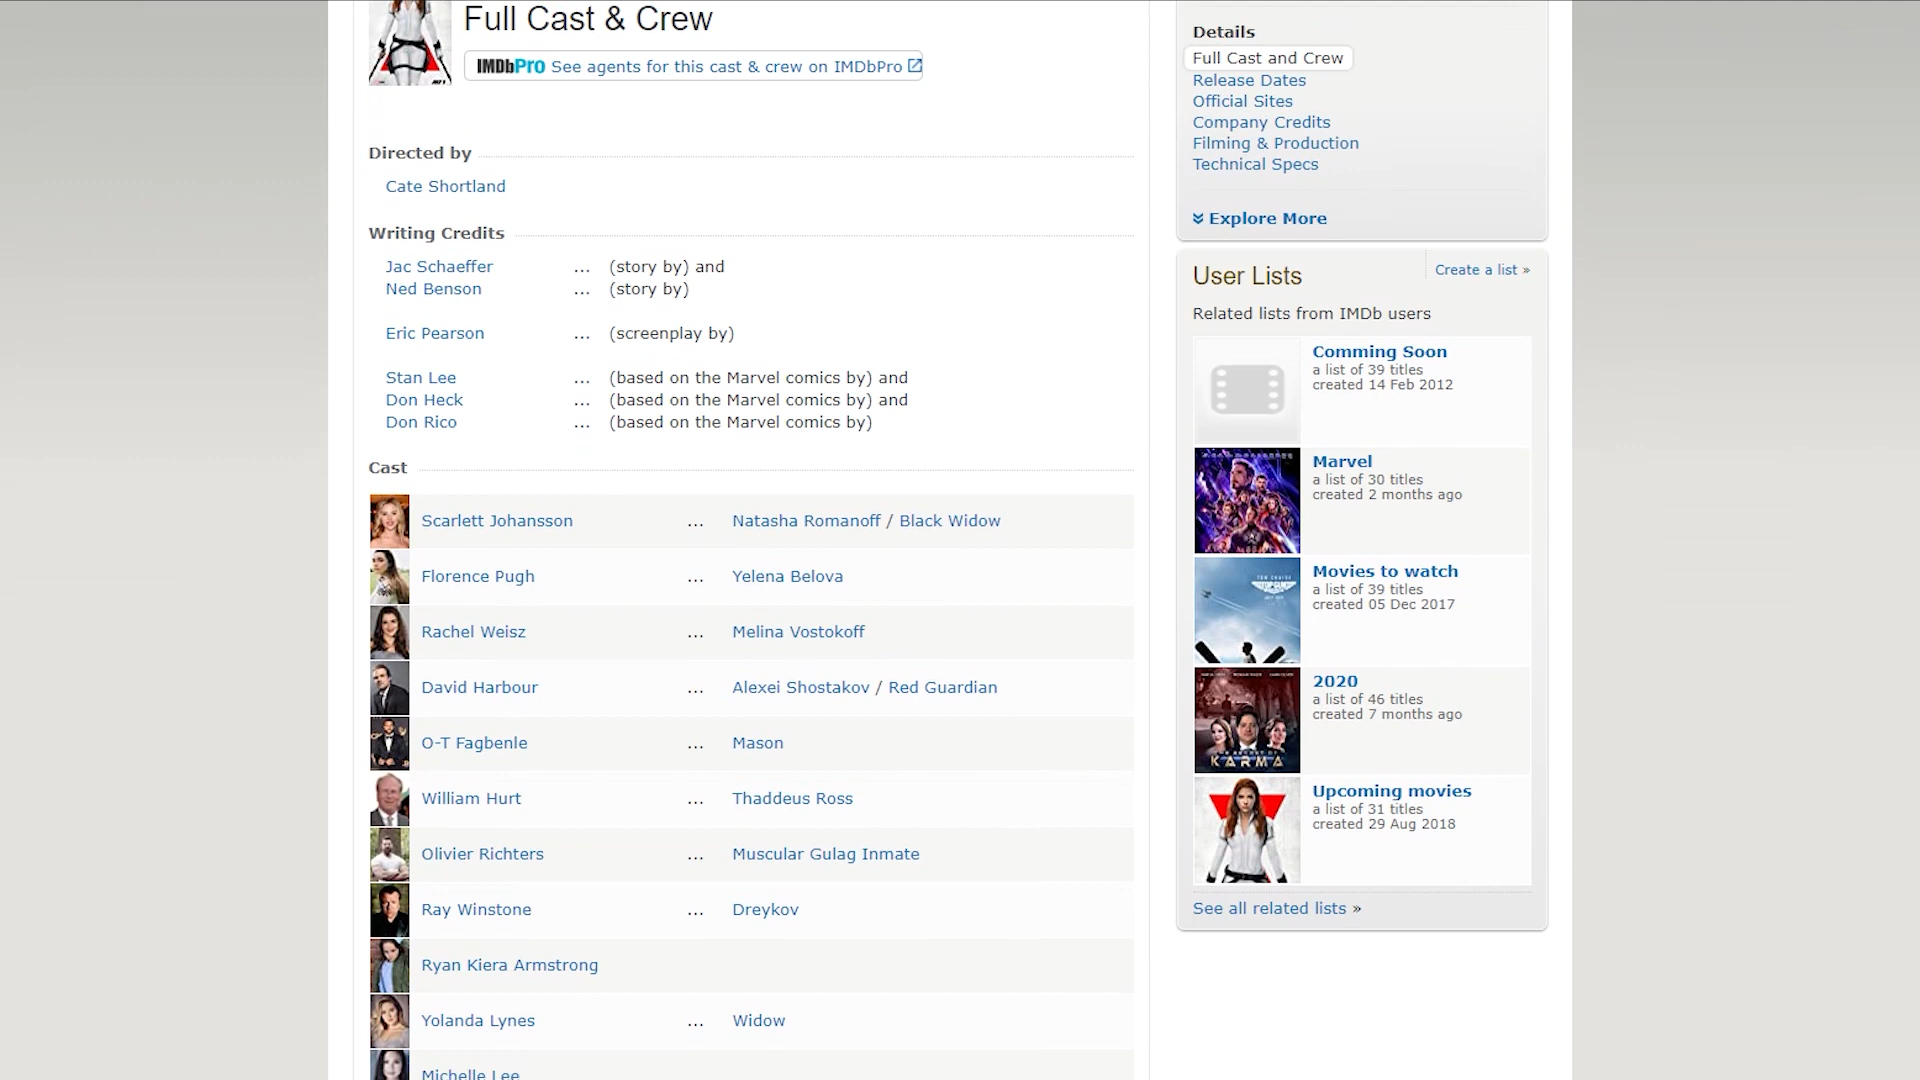 Full Cast & Crew
IMDbPro See agents for this cast & crew on IMDbPro
Directed by
Cate Shortland
Writing Credits
Jac Schaeffer ... (story by) and
Ned Benson ... (story by)
Eric Pearson ... (screenplay by)
Stan Lee ... (based on the Marvel comics by) and
Don Heck ... (based on the Marvel comics by) and
Don Rico ... (based on the Marvel comics by)
Cast
Scarlett Johansson ... Natasha Romanoff / Black Widow
Florence Pugh ... Yelena Belova
Rachel Weisz ... Melina Vostokoff
David Harbour ... Alexei Shostakov / Red Guardian
O-T Fagbenle ... Mason
William Hurt ... Thaddeus Ross
Olivier Richters ... Muscular Gulag Inmate
Ray Winstone ... Dreykov
Ryan Kiera Armstrong
Yolanda Lynes ... Widow
Michelle Lee
Details
Full Cast and Crew
Release Dates
Official Sites
Company Credits
Filming & Production
Technical Specs
Explore More
User Lists
Create a list »
Related lists from IMDb users
Comming Soon
a list of 39 titles
created 14 Feb 2012
Marvel
a list of 30 titles
created 2 months ago
Movies to watch
a list of 39 titles
created 05 Dec 2017
TOM CRUISE
TOP GUN
2020
a list of 46 titles
created 7 months ago
KARMA
Upcoming movies
a list of 31 titles
created 29 Aug 2018
See all related lists »